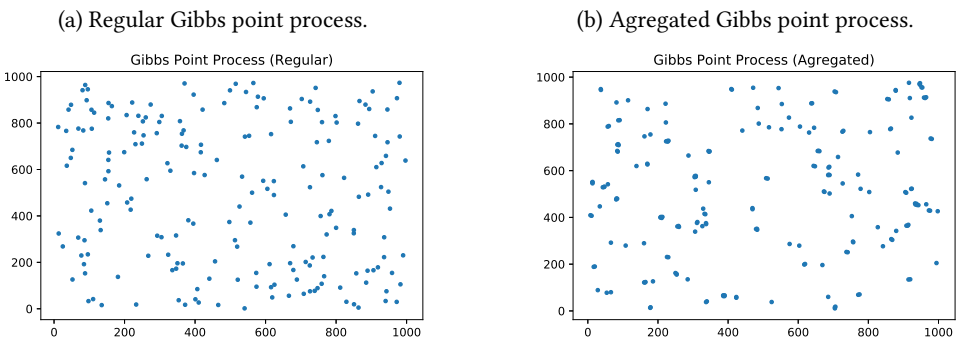 (a) Regular Gibbs point process.
(b) Agregated Gibbs point process.
Gibbs Point Process (Regular)
1000
800
600
400
200
0
0 200 400 600 800 1000
Gibbs Point Process (Agregated)
1000
800
600
400
200
0
0 200 400 600 800 1000